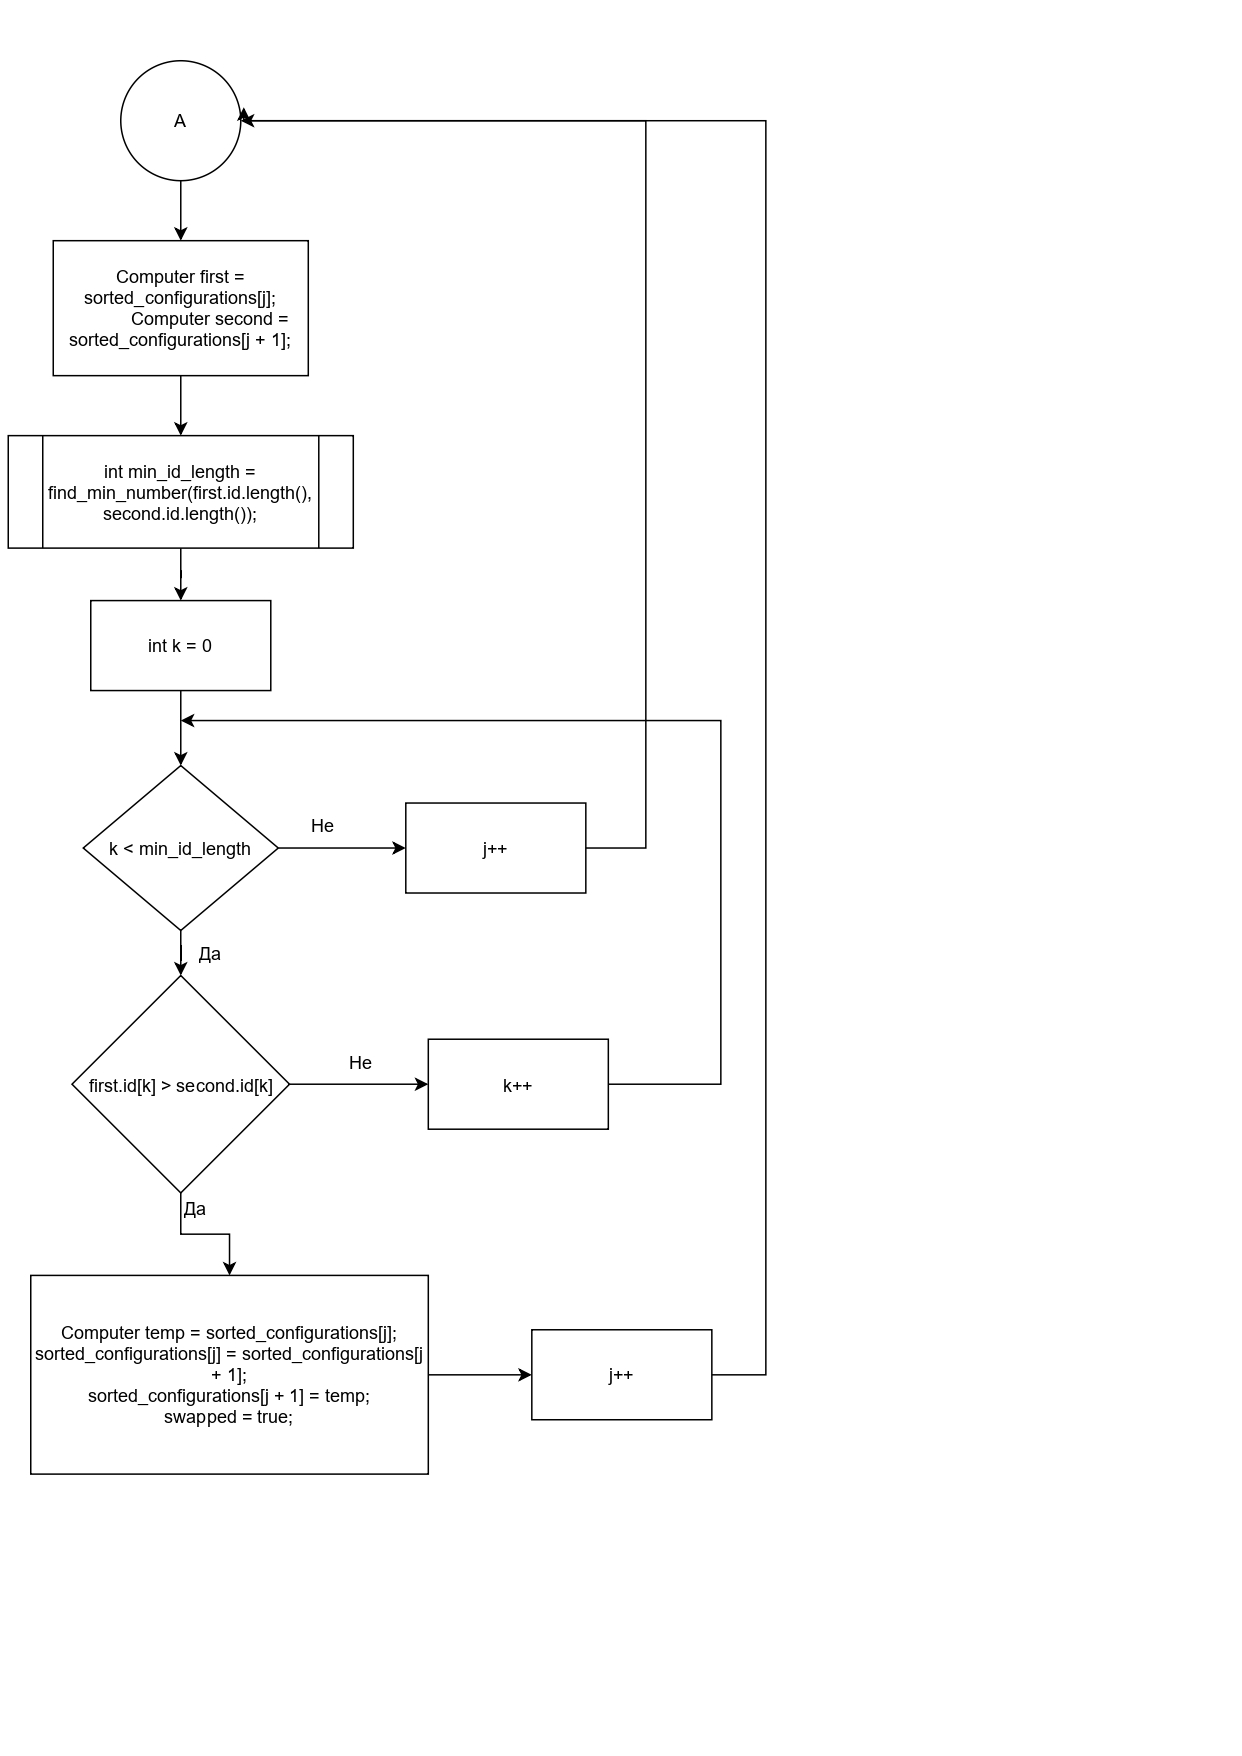 A
Computer first =
sorted_configurations[j];
Computer second =
sorted_configurations[j + 1];
int min_id_length =
find_min_number(first.id.length(),
second.id.length());
int k = 0
k < min_id_length
Не
j++
Да
first.id[k] > second.id[k]
Не
k++
Да
Computer temp = sorted_configurations[j];
sorted_configurations[j] = sorted_configurations[j
+ 1];
sorted_configurations[j + 1] = temp;
swapped = true;
j++